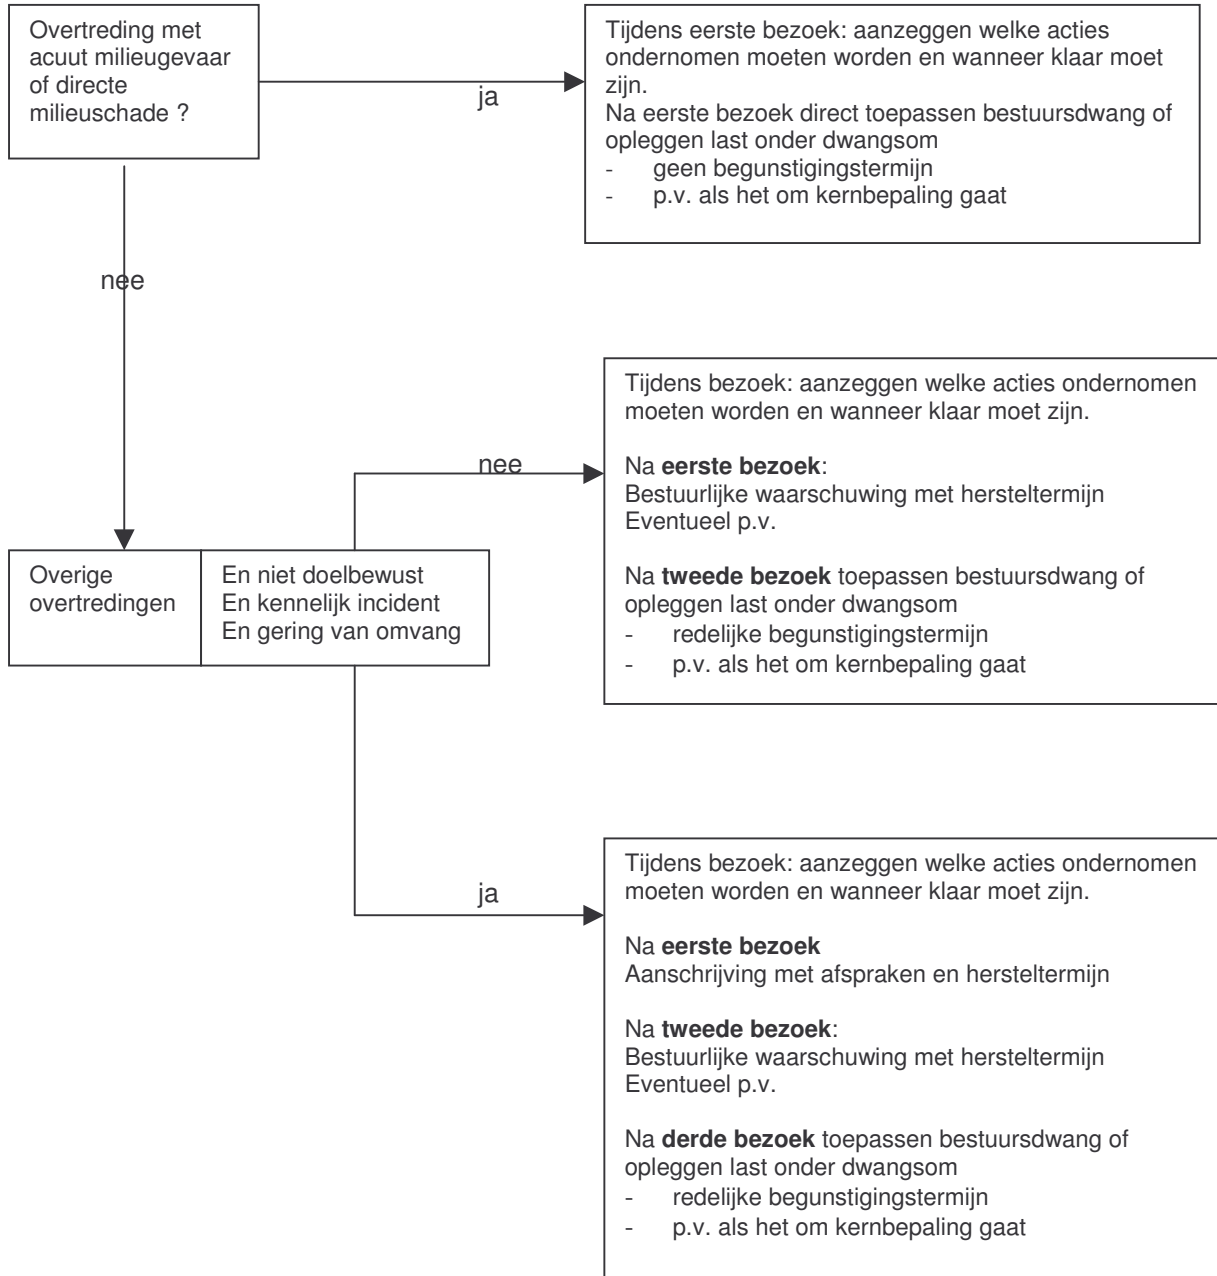 Overtreding met
acuut milieugevaar
of directe
milieuschade ?
ja
Tijdens eerste bezoek: aanzeggen welke acties
ondernomen moeten worden en wanneer klaar moet
zijn.
Na eerste bezoek direct toepassen bestuursdwang of
opleggen last onder dwangsom
- geen begunstigingstermijn
- p.v. als het om kernbepaling gaat
nee
Overige
overtredingen
En niet doelbewust
En kennelijk incident
En gering van omvang
nee
Tijdens bezoek: aanzeggen welke acties ondernomen
moeten worden en wanneer klaar moet zijn.
Na eerste bezoek:
Bestuurlijke waarschuwing met hersteltermijn
Eventueel p.v.
Na tweede bezoek toepassen bestuursdwang of
opleggen last onder dwangsom
- redelijke begunstigingstermijn
- p.v. als het om kernbepaling gaat
ja
Tijdens bezoek: aanzeggen welke acties ondernomen
moeten worden en wanneer klaar moet zijn.
Na eerste bezoek
Aanschrijving met afspraken en hersteltermijn
Na tweede bezoek:
Bestuurlijke waarschuwing met hersteltermijn
Eventueel p.v.
Na derde bezoek toepassen bestuursdwang of
opleggen last onder dwangsom
- redelijke begunstigingstermijn
- p.v. als het om kernbepaling gaat